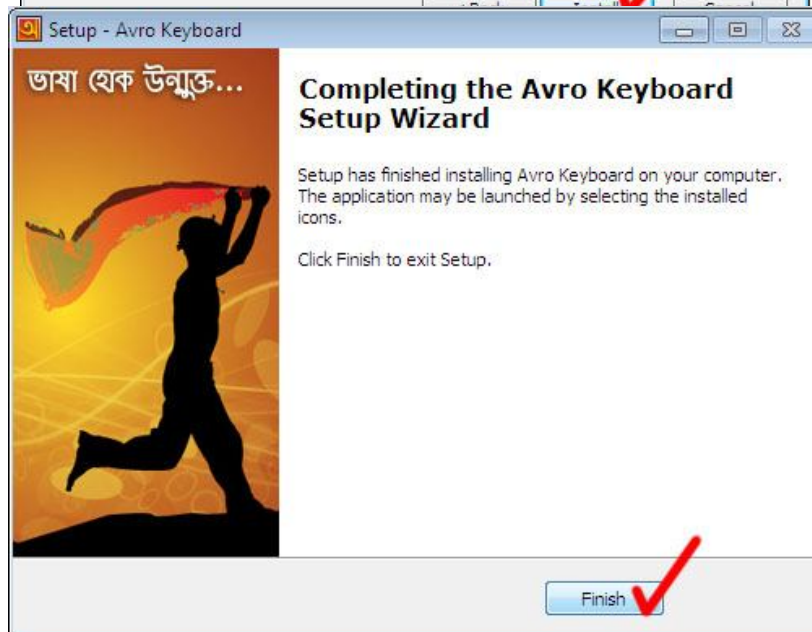 Setup - Avro Keyboard
ভাষা হোক উন্মুক্ত...
Completing the Avro Keyboard
Setup Wizard
Setup has finished installing Avro Keyboard on your computer.
The application may be launched by selecting the installed
icons.
Click Finish to exit Setup.
Finish